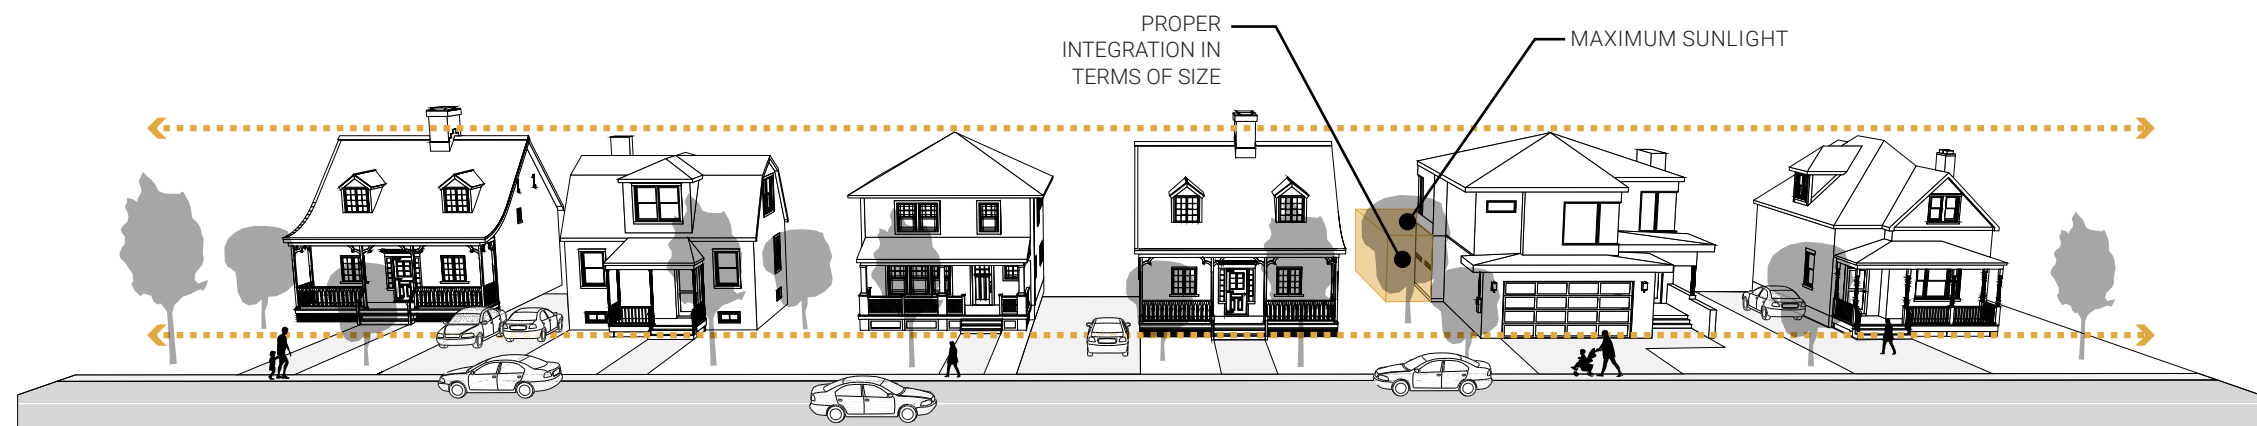 PROPER
INTEGRATION IN
TERMS OF SIZE
MAXIMUM SUNLIGHT